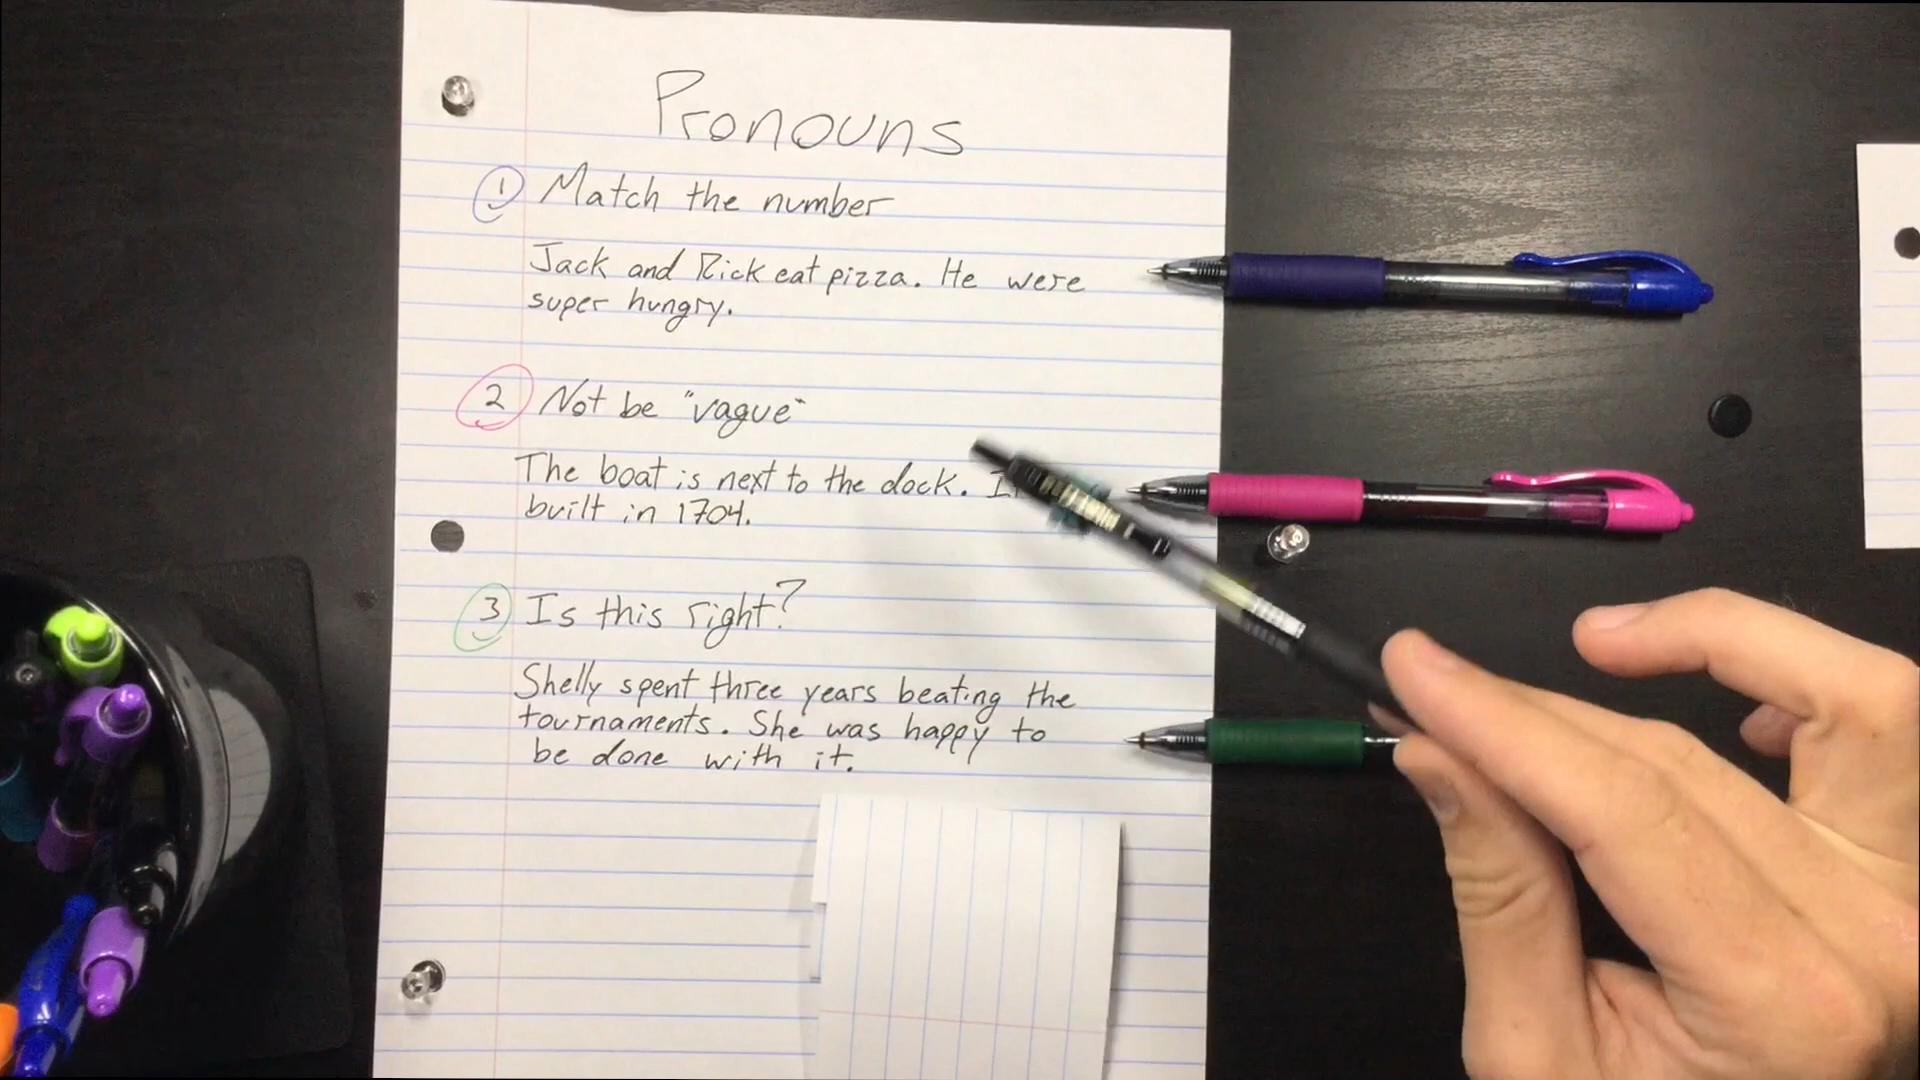 Pronouns
1 Match the number
Jack and Rick eat pizza. He were
super hungry.
2 Not be "vague"
The boat is next to the dock.
built in 1704.
3 Is this right?
Shelly spent three years beating the
tournaments. She was happy to
be done with it.